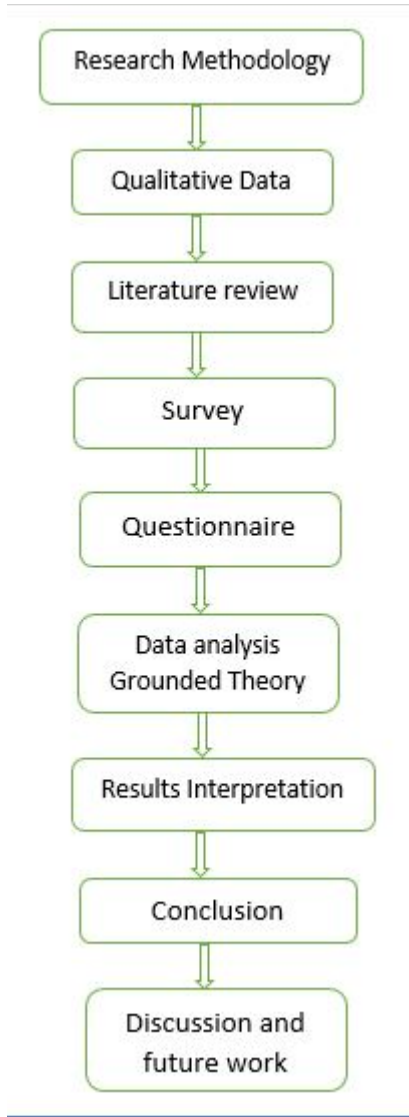 Research Methodology
Qualitative Data
Literature review
Survey
Questionnaire
Data analysis
Grounded Theory
Results Interpretation
Conclusion
Discussion and
future work